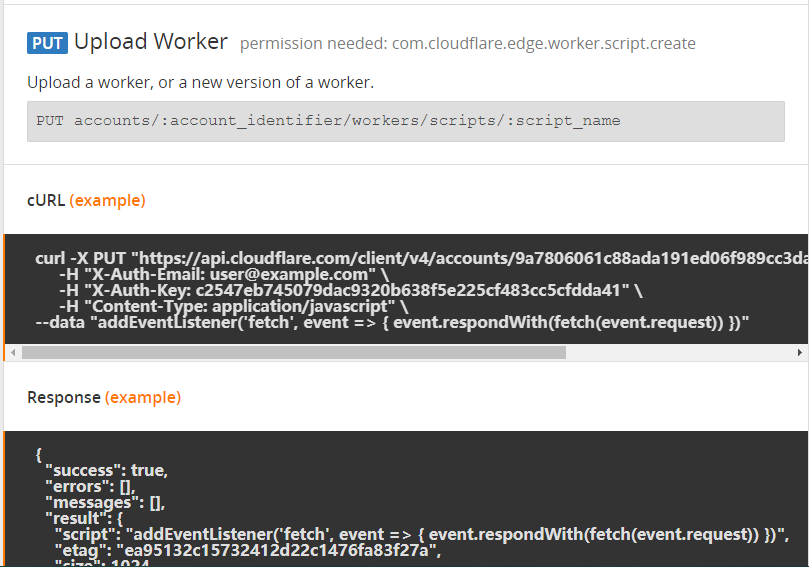 PUT Upload Worker permission needed: com.cloudflare.edge.worker.script.create
Upload a worker, or a new version of a worker.
PUT accounts/:account_identifier/workers/scripts/:script_name
cURL (example)
curl -X PUT "https://api.cloudflare.com/client/v4/accounts/9a7806061c88ada191ed06f989cc3da
-H "X-Auth-Email: user@example.com" \
-H "X-Auth-Key: c2547eb745079dac9320b638f5e225cf483cc5cfdda41" \
-H "Content-Type: application/javascript" \
--data "addEventListener('fetch', event => { event.respondWith(fetch(event.request)) })"
Response (example)
{
"success": true,
"errors": [],
"messages": [],
"result": {
"script": "addEventListener('fetch', event => { event.respondWith(fetch(event.request)) })",
"etag": "ea95132c15732412d22c1476fa83f27a",
"size": 1024